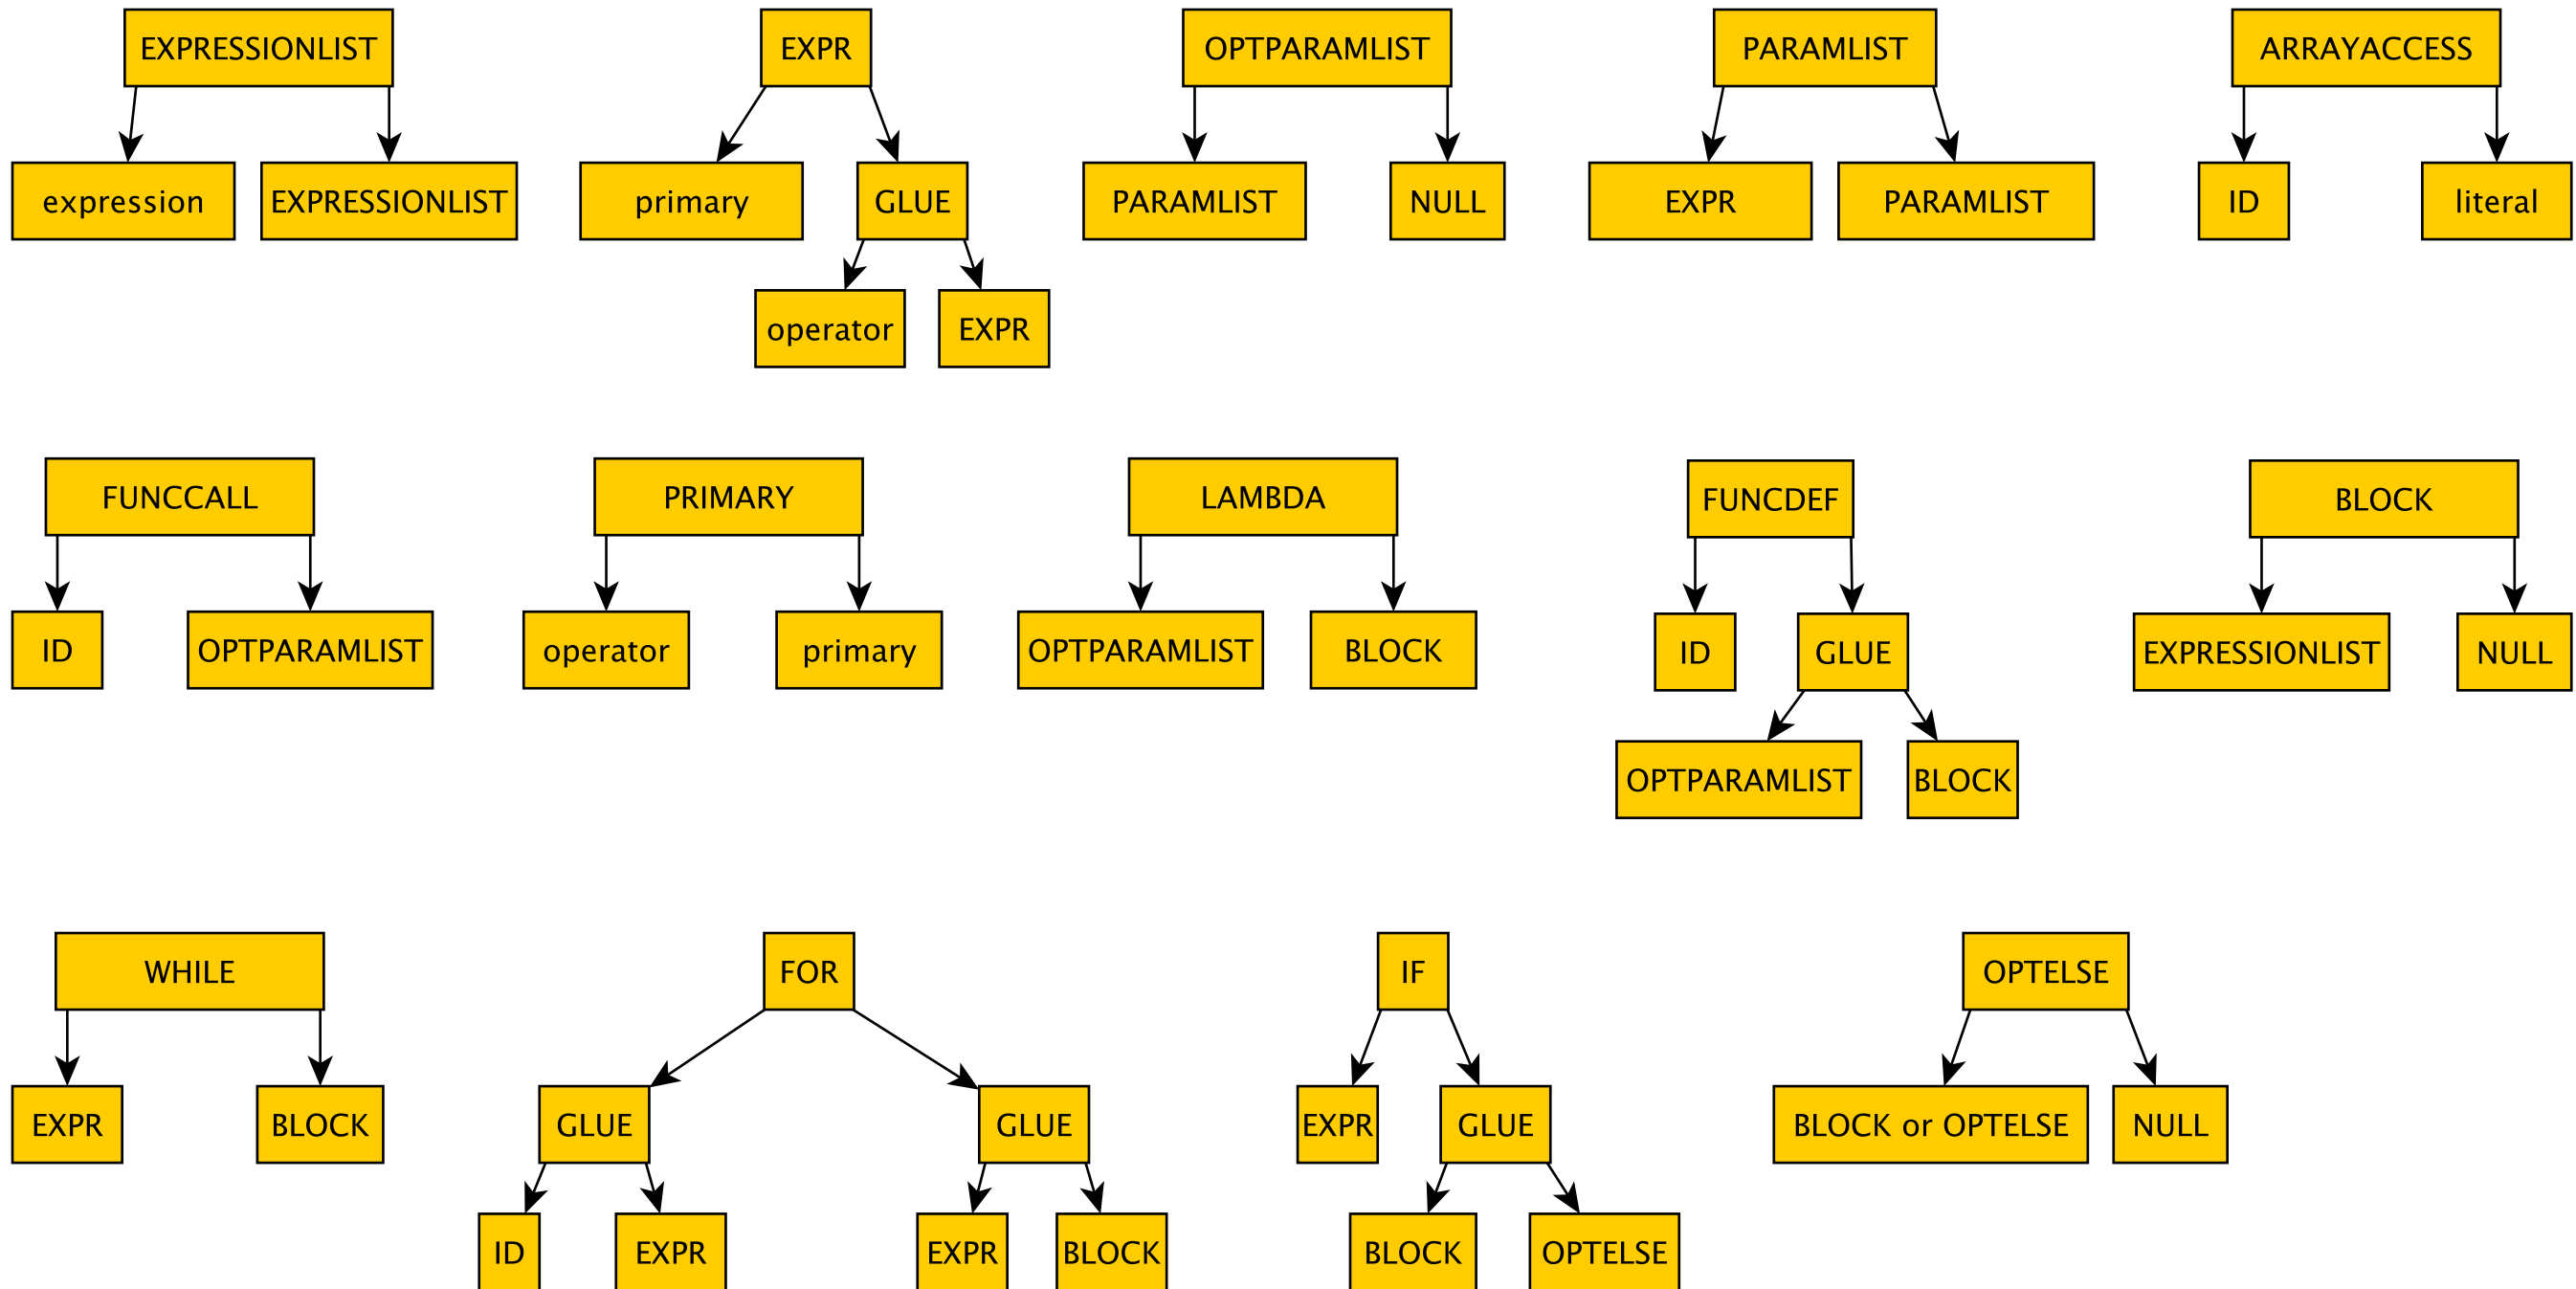 EXPRESSIONLIST
EXPR
OPTPARAMLIST
PARAMLIST
ARRAYACCESS
expression
EXPRESSIONLIST
primary
GLUE
PARAMLIST
NULL
EXPR
PARAMLIST
ID
literal
operator
EXPR
FUNCCALL
PRIMARY
LAMBDA
FUNCDEF
BLOCK
ID
OPTPARAMLIST
operator
primary
OPTPARAMLIST
BLOCK
ID
GLUE
EXPRESSIONLIST
NULL
OPTPARAMLIST
BLOCK
WHILE
FOR
IF
OPTELSE
EXPR
BLOCK
GLUE
GLUE
EXPR
GLUE
BLOCK or OPTELSE
NULL
ID
EXPR
EXPR
BLOCK
BLOCK
OPTELSE